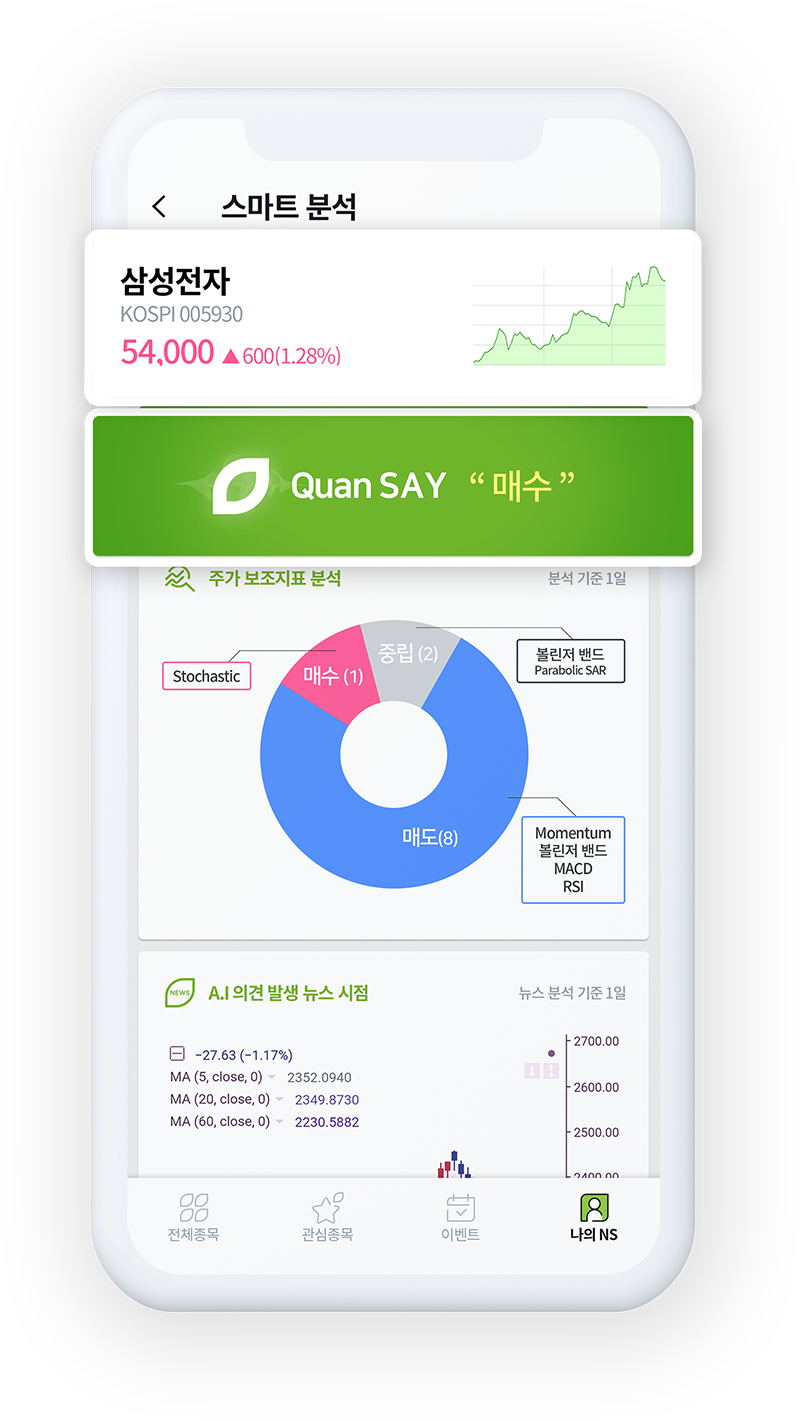 스마트 분석
삼성전자
KOSPI 005930
54,000 ▲600(1.28%)
Quan SAY “ 매수 ”
주가 보조지표 분석
분석 기준 1일
중립 (2)
매수 (1)
Stochastic
볼린저 밴드
Parabolic SAR
매도(8)
Momentum
볼린저 밴드
MACD
RSI
NEWS
A.I 의견 발생 뉴스 시점
뉴스 분석 기준 1일
−27.63 (−1.17%)
MA (5, close, 0) 2352.0940
MA (20, close, 0) 2349.8730
MA (60, close, 0) 2230.5882
2700.00
2600.00
2500.00
2400.00
전체종목
관심종목
이벤트
나의 NS